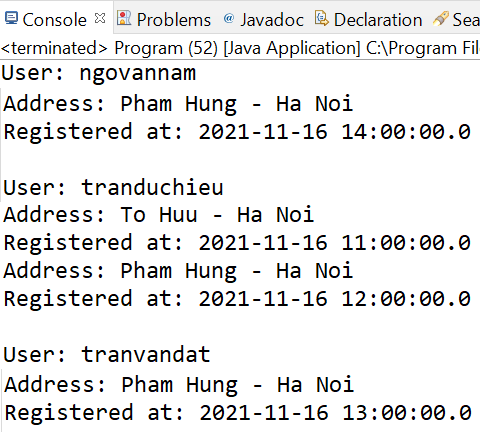 Console Problems @ Javadoc Declaration Sea
<terminated> Program (52) [Java Application] C:\Program File
User: ngovannam
Address: Pham Hung - Ha Noi
Registered at: 2021-11-16 14:00:00.0
User: tranduchieu
Address: To Huu - Ha Noi
Registered at: 2021-11-16 11:00:00.0
Address: Pham Hung - Ha Noi
Registered at: 2021-11-16 12:00:00.0
User: tranvandat
Address: Pham Hung - Ha Noi
Registered at: 2021-11-16 13:00:00.0